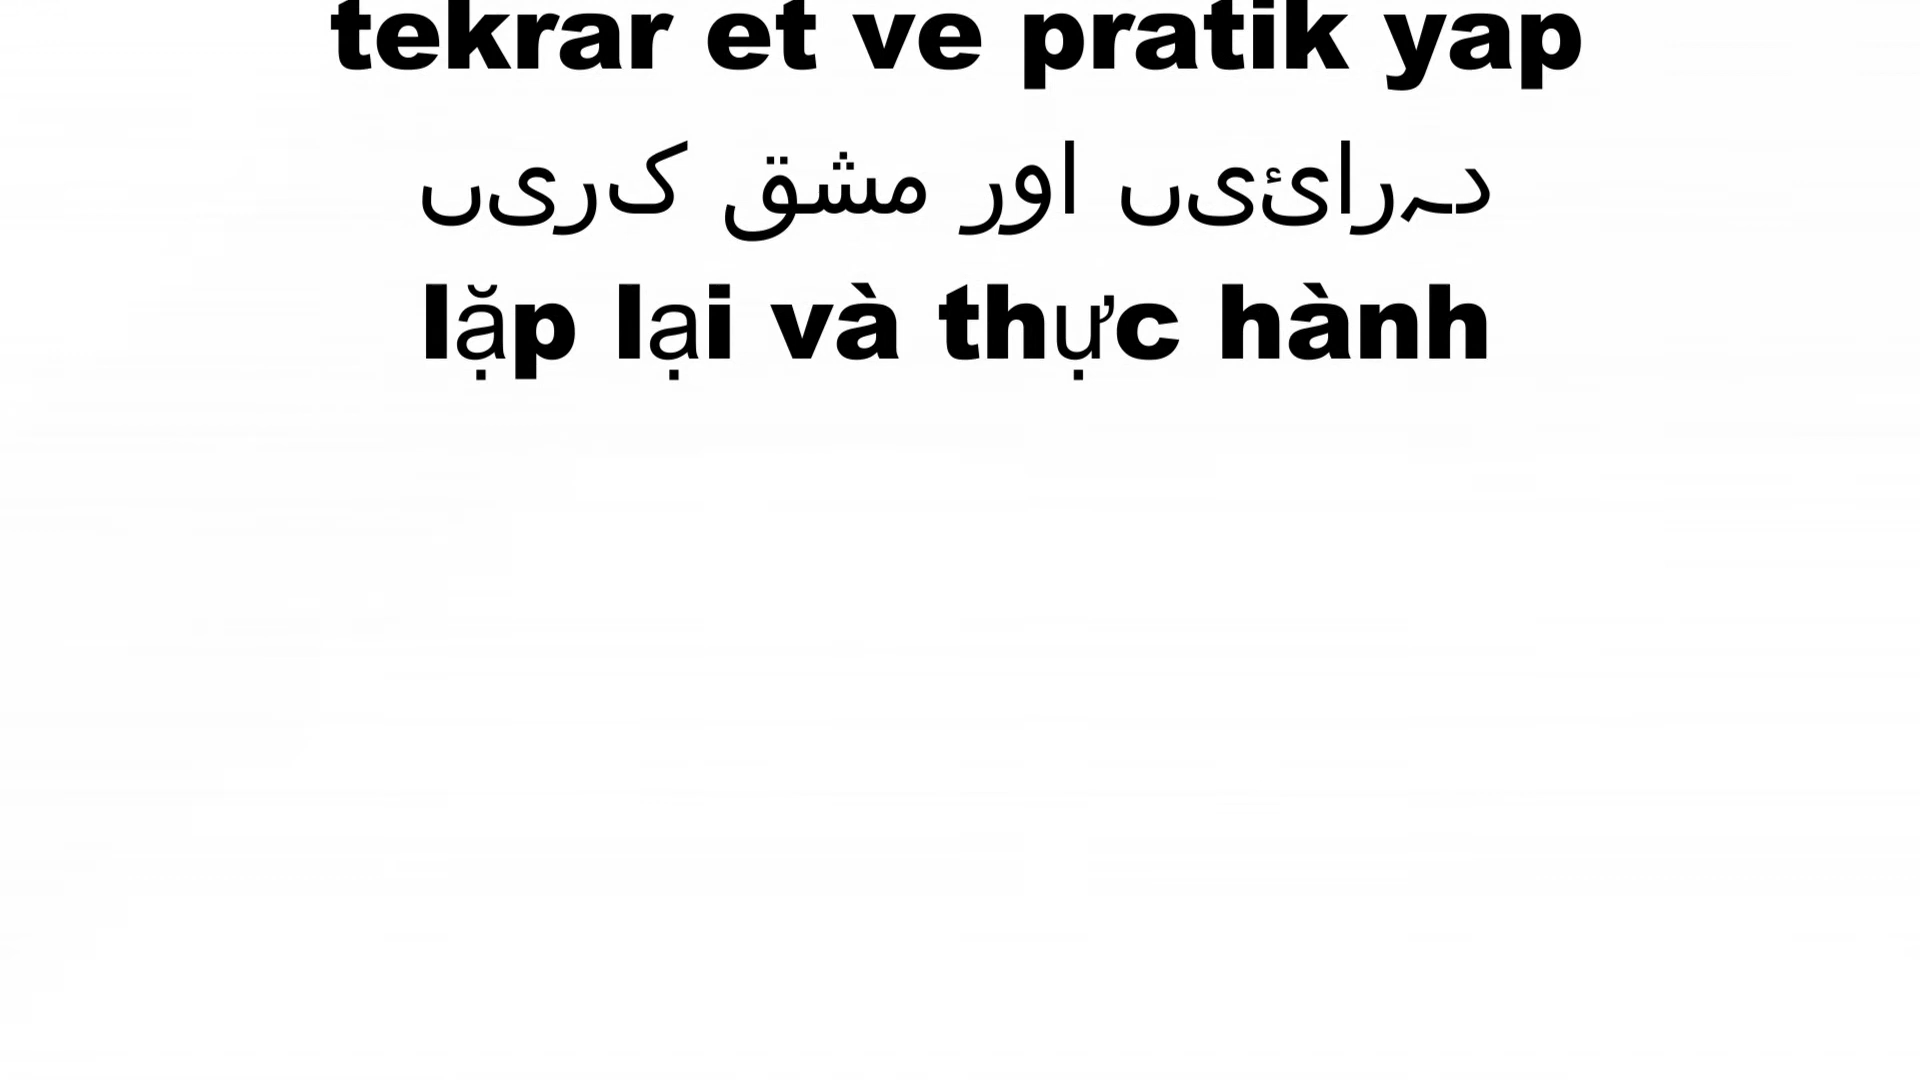 tekrar et ve pratik yap
دہرائیں اور مشق کریں
lặp lại và thực hành